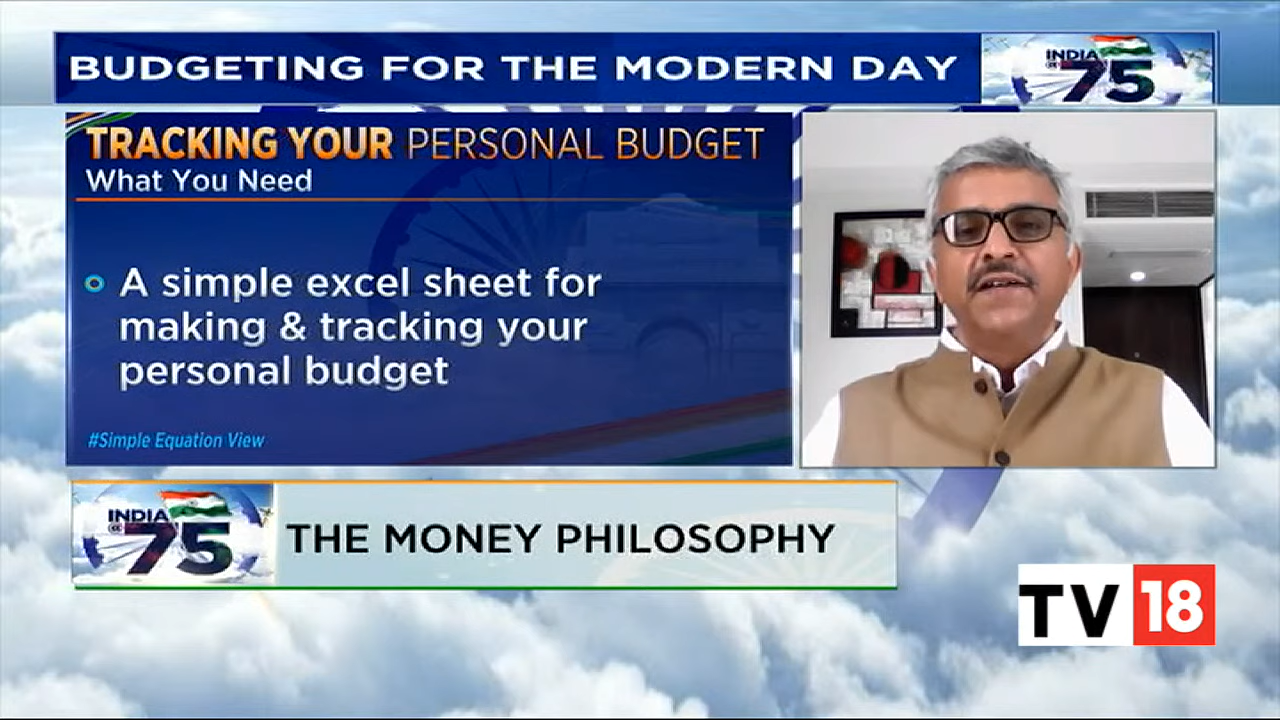 BUDGETING FOR THE MODERN DAY
INDIA
@75
TRACKING YOUR PERSONAL BUDGET
What You Need
A simple excel sheet for
making & tracking your
personal budget
#Simple Equation View
INDIA
@75
THE MONEY PHILOSOPHY
TV18